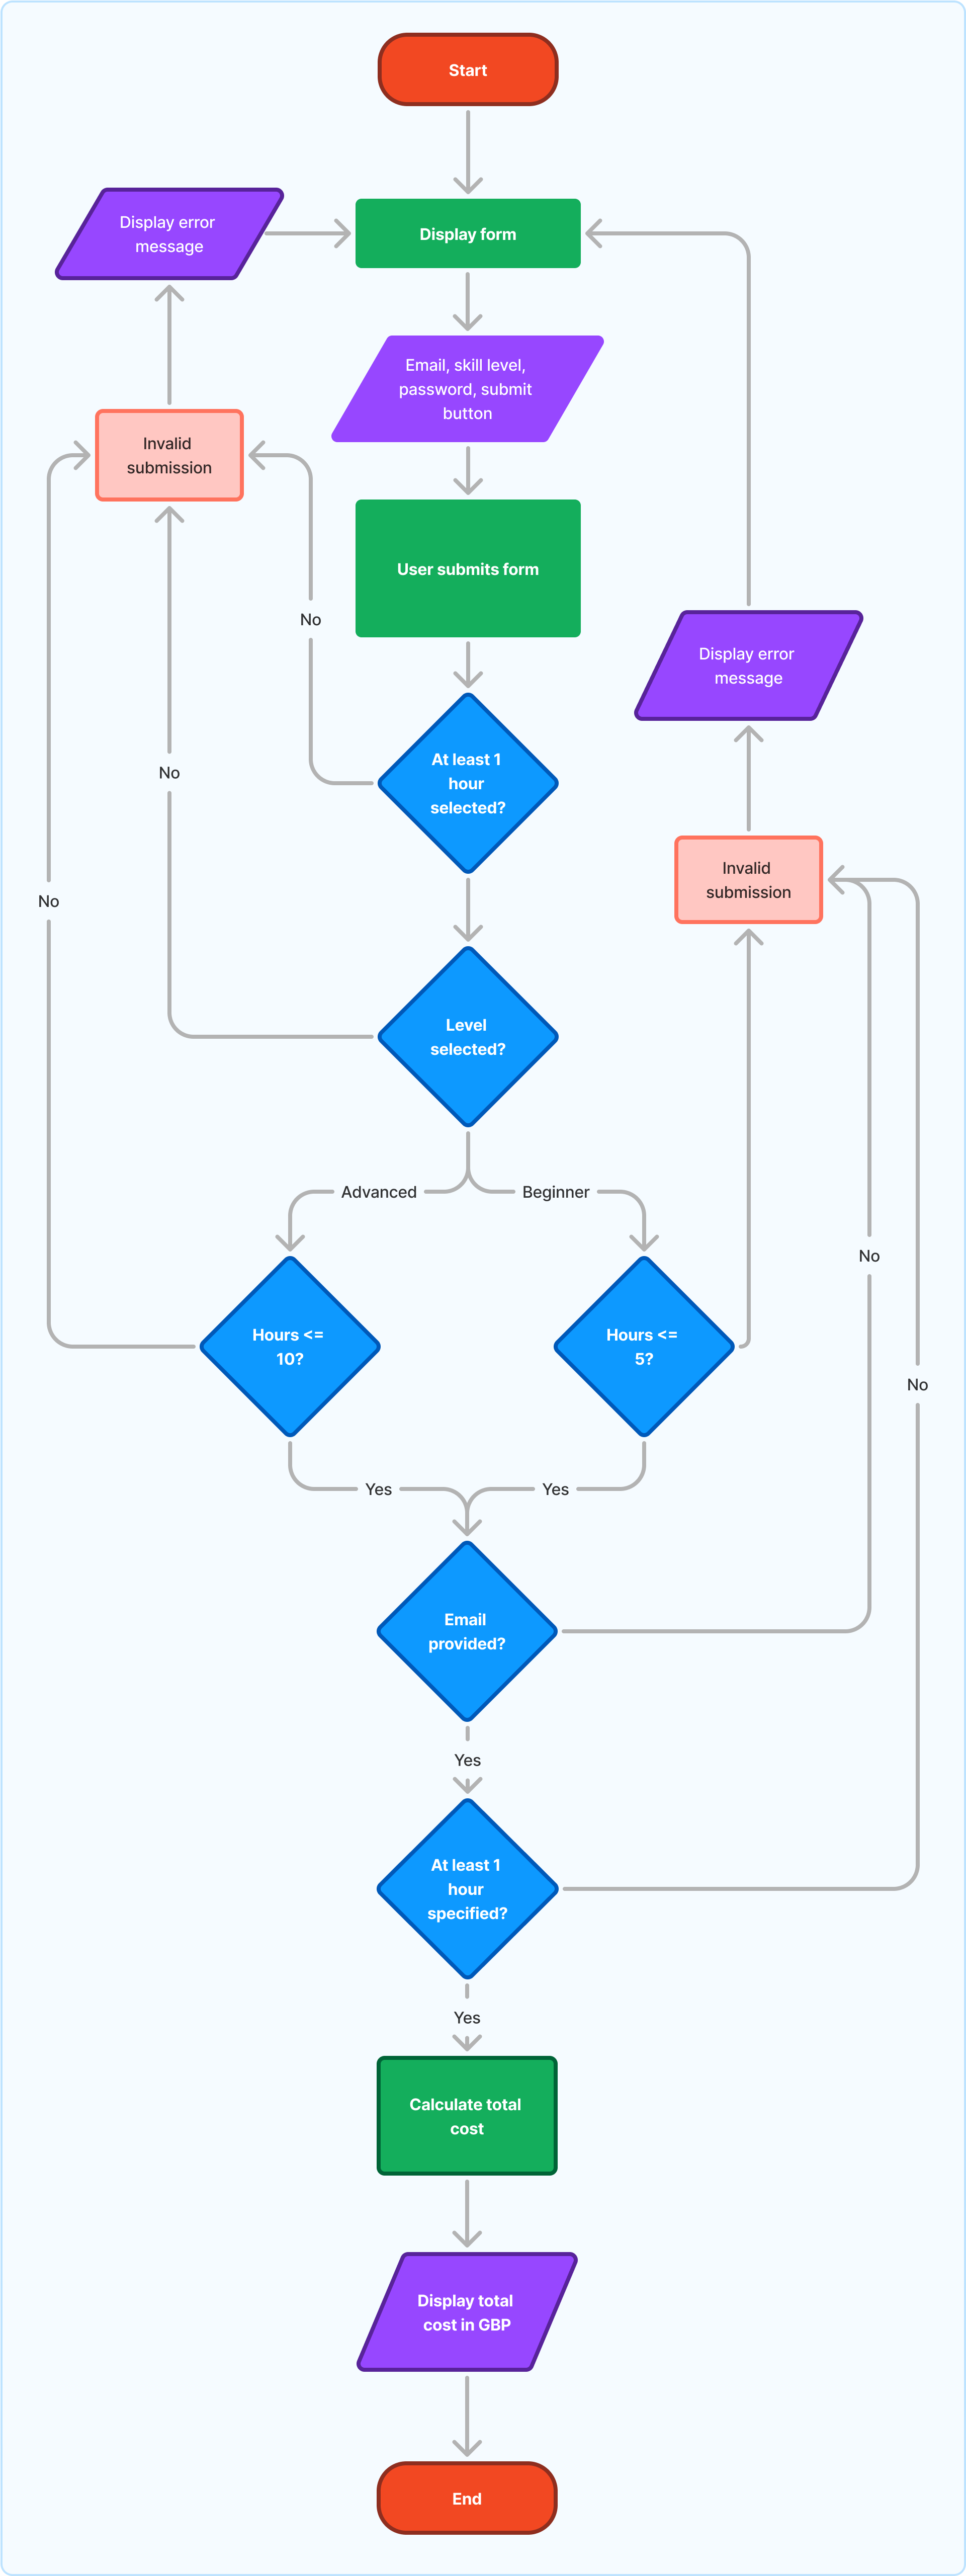 Start
Display error
message
Display form
Email, skill level,
password, submit
button
Invalid
submission
User submits form
No
Display error
message
At least 1
hour
selected?
No
Invalid
submission
No
Level
selected?
Advanced
Beginner
No
Hours <=
10?
Hours <=
5?
No
Yes
Yes
Email
provided?
Yes
At least 1
hour
specified?
Yes
Calculate total
cost
Display total
cost in GBP
End